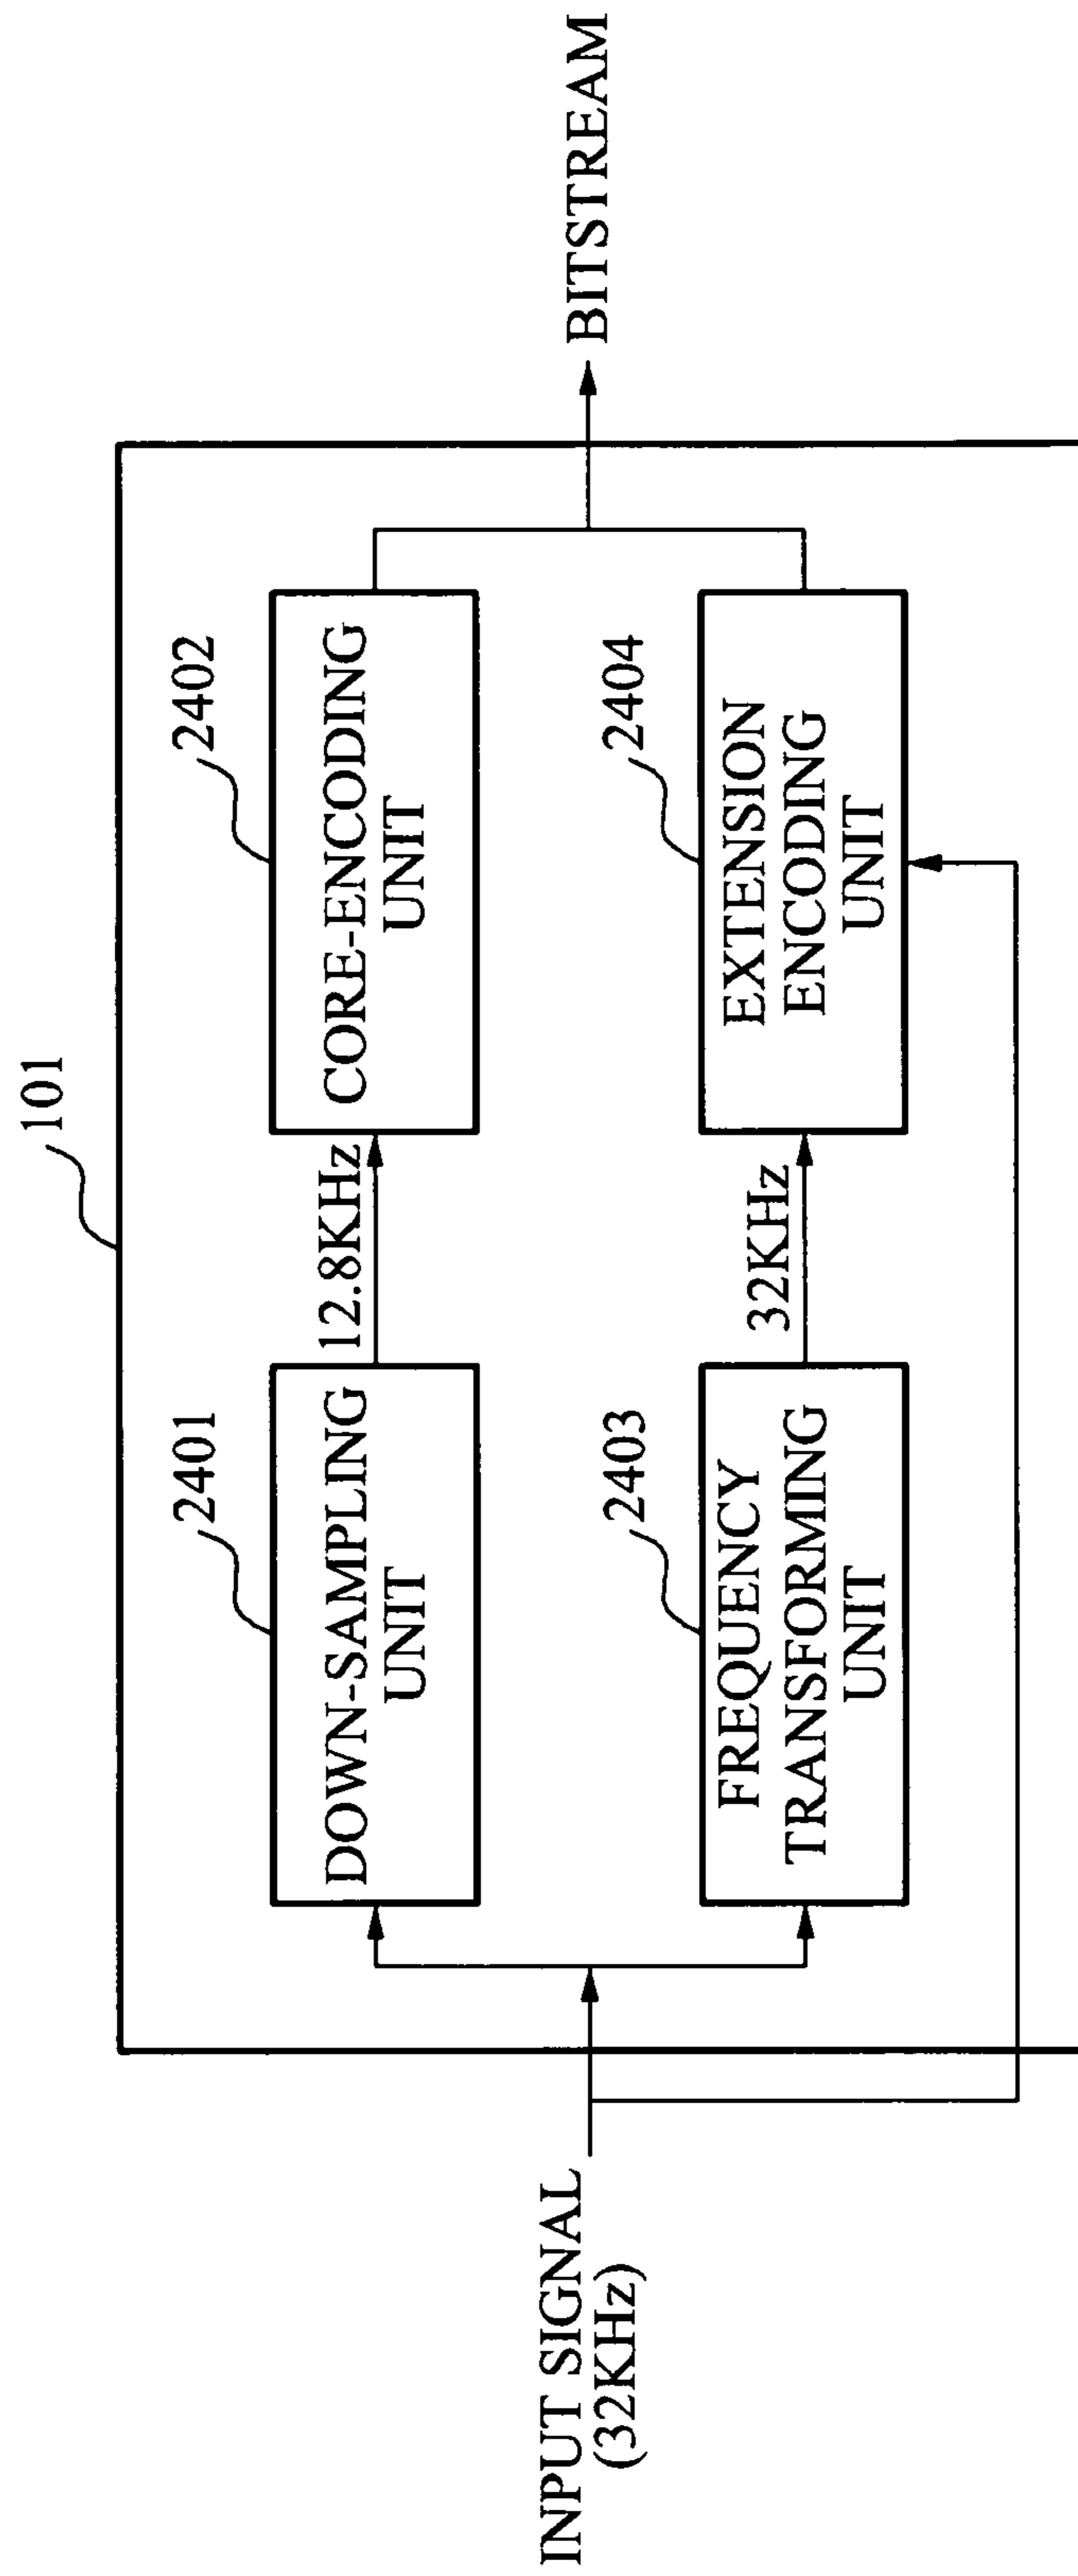 101
2401
DOWN-SAMPLING
UNIT
12.8KHz
2402
CORE-ENCODING
UNIT
INPUT SIGNAL
(32KHz)
BITSTREAM
2403
FREQUENCY
TRANSFORMING
UNIT
32KHz
2404
EXTENSION
ENCODING
UNIT